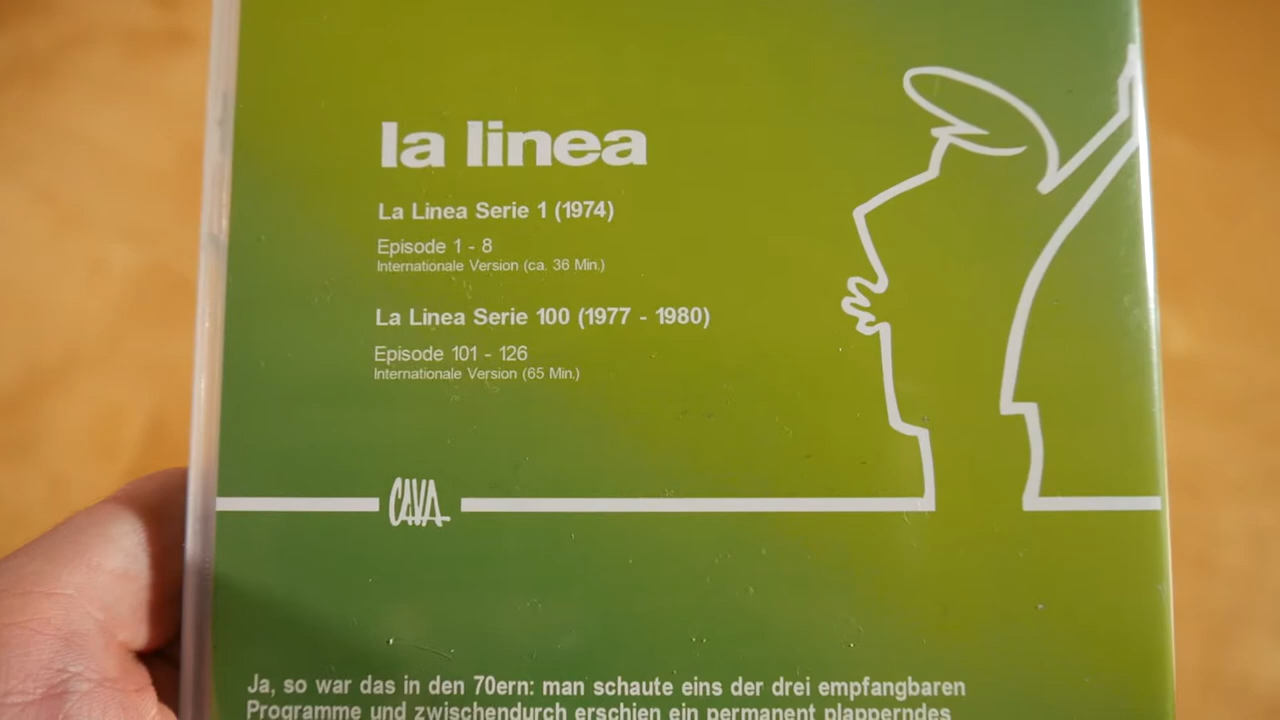 la linea
La Linea Serie 1 (1974)
Episode 1 - 8
Internationale Version (ca. 36 Min.)
La Linea Serie 100 (1977 - 1980)
Episode 101 - 126
Internationale Version (65 Min.)
CAVA
Ja, so war das in den 70ern: man schaute eins der drei empfangbaren
Programme und zwischendurch erschien ein permanent plapperndes